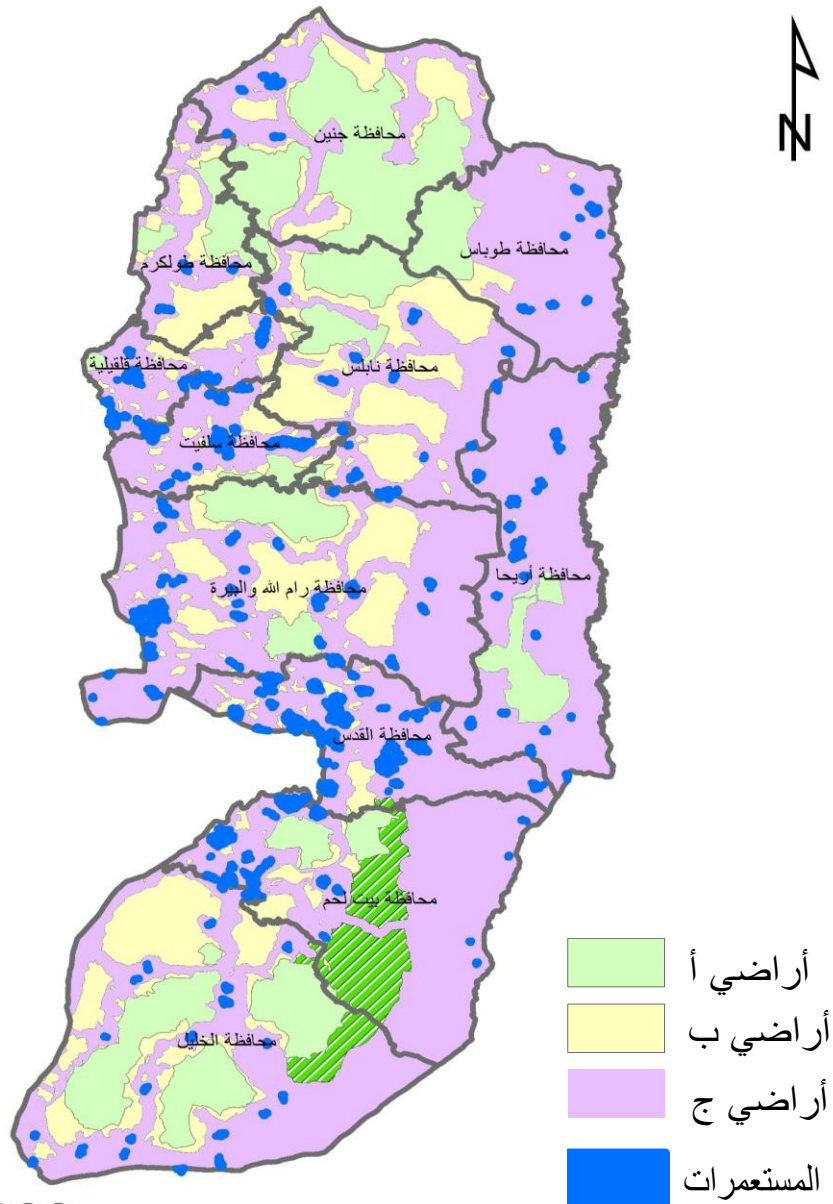 N
محافظة جنين
محافظة طوباس
محافظة طولكرم
محافظة قلقيلية
محافظة نابلس
محافظة سلفيت
محافظة أريحا
محافظة رام الله والبيرة
محافظة القدس
محافظة بيت لحم
محافظة الخليل
أراضي أ
أراضي ب
أراضي ج
المستعمرات